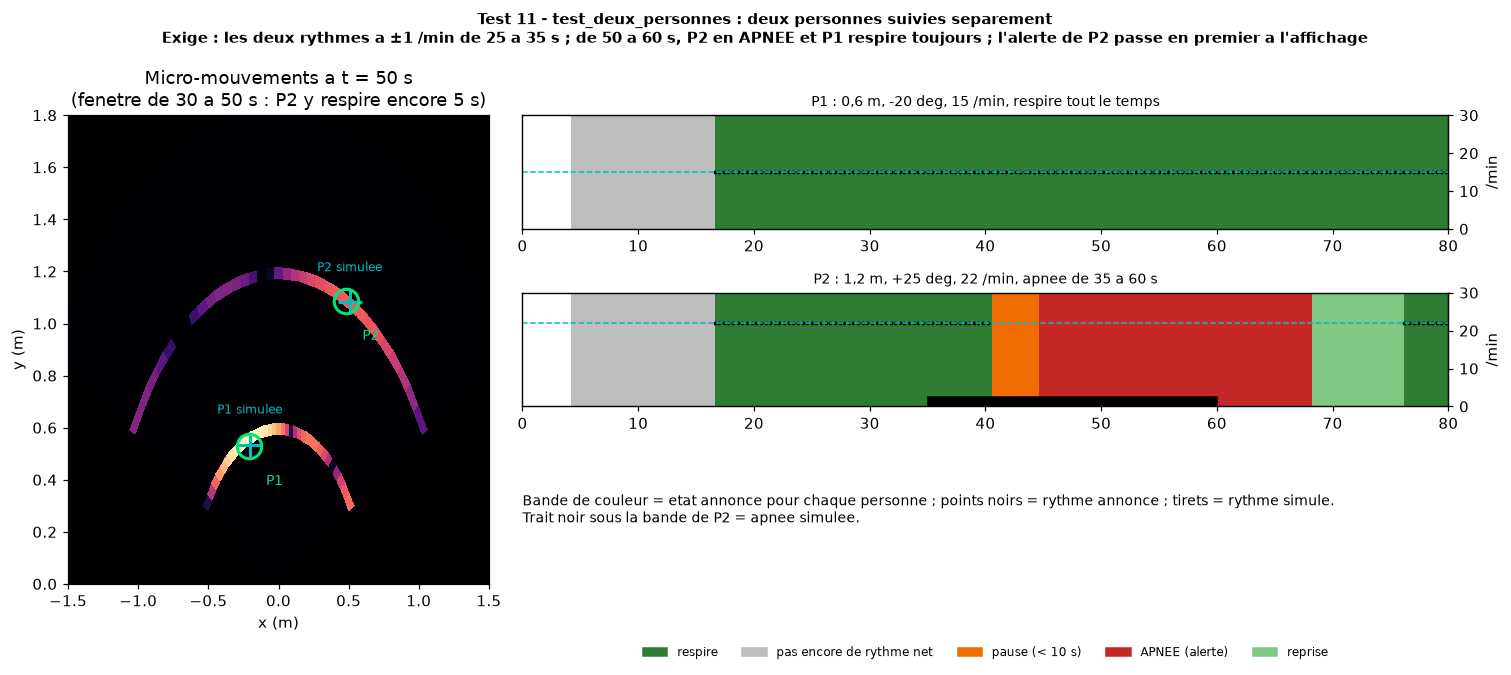 Test 11 - test_deux_personnes : deux personnes suivies separement
Exige : les deux rythmes a ±1 /min de 25 a 35 s ; de 50 a 60 s, P2 en APNEE et P1 respire toujours ; l'alerte de P2 passe en premier a l'affichage
Micro-mouvements a t = 50 s
(fenetre de 30 a 50 s : P2 y respire encore 5 s)
1.8
1.6
1.4
1.2
1.0
0.8
0.6
0.4
0.2
0.0
y (m)
P2 simulee
P2
P1 simulee
P1
−1.5 −1.0 −0.5 0.0 0.5 1.0 1.5
x (m)
P1 : 0,6 m, -20 deg, 15 /min, respire tout le temps
30
20
10
0
/min
0 10 20 30 40 50 60 70 80
P2 : 1,2 m, +25 deg, 22 /min, apnee de 35 a 60 s
30
20
10
0
/min
0 10 20 30 40 50 60 70 80
Bande de couleur = etat annonce pour chaque personne ; points noirs = rythme annonce ; tirets = rythme simule.
Trait noir sous la bande de P2 = apnee simulee.
respire pas encore de rythme net pause (< 10 s) APNEE (alerte) reprise